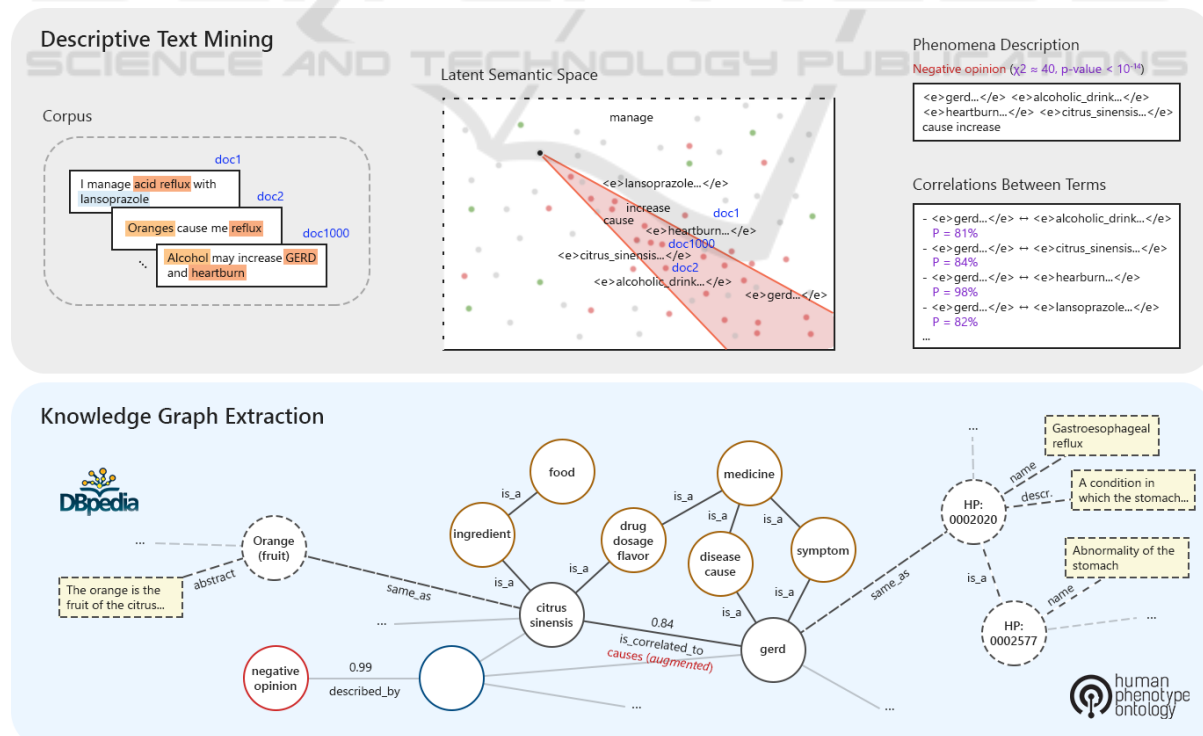 SCIENCE AND TECHNOLOGY PUBLICATIONS
Descriptive Text Mining
Corpus
doc1
I manage acid reflux with
lansoprazole
doc2
Oranges cause me reflux
doc1000
Alcohol may increase GERD
and heartburn
...
Latent Semantic Space
manage
<e>lansoprazole...</e>
increase
cause
doc1
<e>heartburn...</e>
doc1000
<e>citrus_sinensis...</e>
doc2
<e>alcoholic_drink...</e>
<e>gerd...</e>
Phenomena Description
Negative opinion (χ2 ≈ 40, p-value < 10⁻¹⁴)
<e>gerd...</e> <e>alcoholic_drink...</e>
<e>heartburn...</e> <e>citrus_sinensis...</e>
cause increase
Correlations Between Terms
- <e>gerd...</e> ↔ <e>alcoholic_drink...</e>
P = 81%
- <e>gerd...</e> ↔ <e>citrus_sinensis...</e>
P = 84%
- <e>gerd...</e> ↔ <e>hearburn...</e>
P = 98%
- <e>gerd...</e> ↔ <e>lansoprazole...</e>
P = 82%
...
Knowledge Graph Extraction
DBpedia
...
Orange
(fruit)
abstract
The orange is the
fruit of the citrus...
same_as
food
is_a
ingredient
is_a
drug
dosage
flavor
is_a
citrus
sinensis
...
medicine
is_a
is_a
is_a
disease
cause
symptom
is_a
is_a
gerd
0.84
is_correlated_to
causes (augmented)
negative
opinion
0.99
described_by
...
...
same_as
...
HP:
0002020
name
Gastroesophageal
reflux
descr.
A condition in
which the stomach...
is_a
HP:
0002577
name
Abnormality of the
stomach
...
human
phenotype
ontology